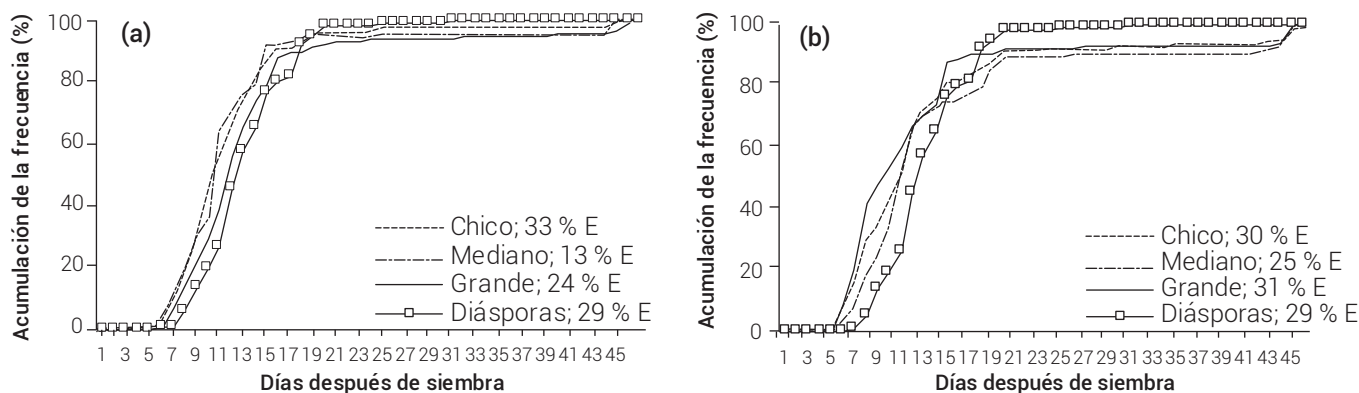 Acumulación de la frecuencia (%)
100
80
60
40
20
0
(a)
Chico; 33 % E
Mediano; 13 % E
Grande; 24 % E
Diásporas; 29 % E
1 3 5 7 9 11 13 15 17 19 21 23 25 27 29 31 33 35 37 39 41 43 45
Días después de siembra
Acumulación de la frecuencia (%)
100
80
60
40
20
0
(b)
Chico; 30 % E
Mediano; 25 % E
Grande; 31 % E
Diásporas; 29 % E
1 3 5 7 9 11 13 15 17 19 21 23 25 27 29 31 33 35 37 39 41 43 45
Días después de siembra